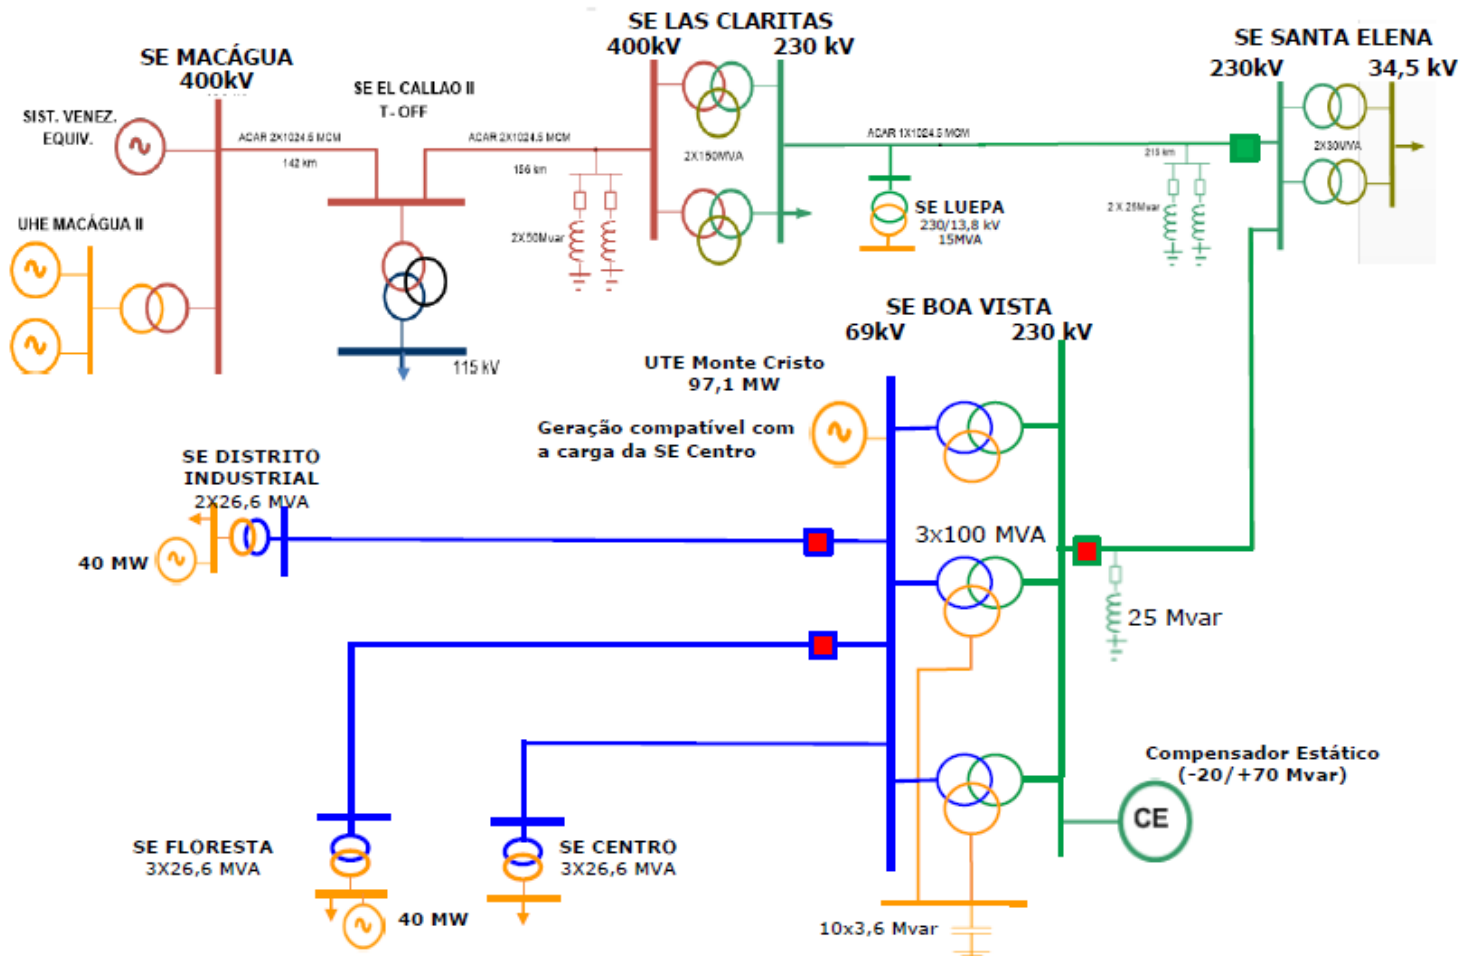 SE MACÁGUA
400kV
SIST. VENEZ.
EQUIV.
UHE MACÁGUA II
ACAR 2X1024.5 MCM
142 km
SE EL CALLAO II
T- OFF
115 kV
ACAR 2X1024.5 MCM
156 km
2X50Mvar
SE LAS CLARITAS
400kV 230 kV
2X150MVA
ACAR 1X1024.5 MCM
SE LUEPA
230/13,8 kV
15MVA
215 km
2 X 25Mvar
SE SANTA ELENA
230kV 34,5 kV
2X30MVA
SE BOA VISTA
69kV 230 kV
UTE Monte Cristo
97,1 MW
Geração compatível com
a carga da SE Centro
SE DISTRITO
INDUSTRIAL
2X26,6 MVA
40 MW
3x100 MVA
25 Mvar
Compensador Estático
(-20/+70 Mvar)
CE
SE FLORESTA
3X26,6 MVA
40 MW
SE CENTRO
3X26,6 MVA
10x3,6 Mvar